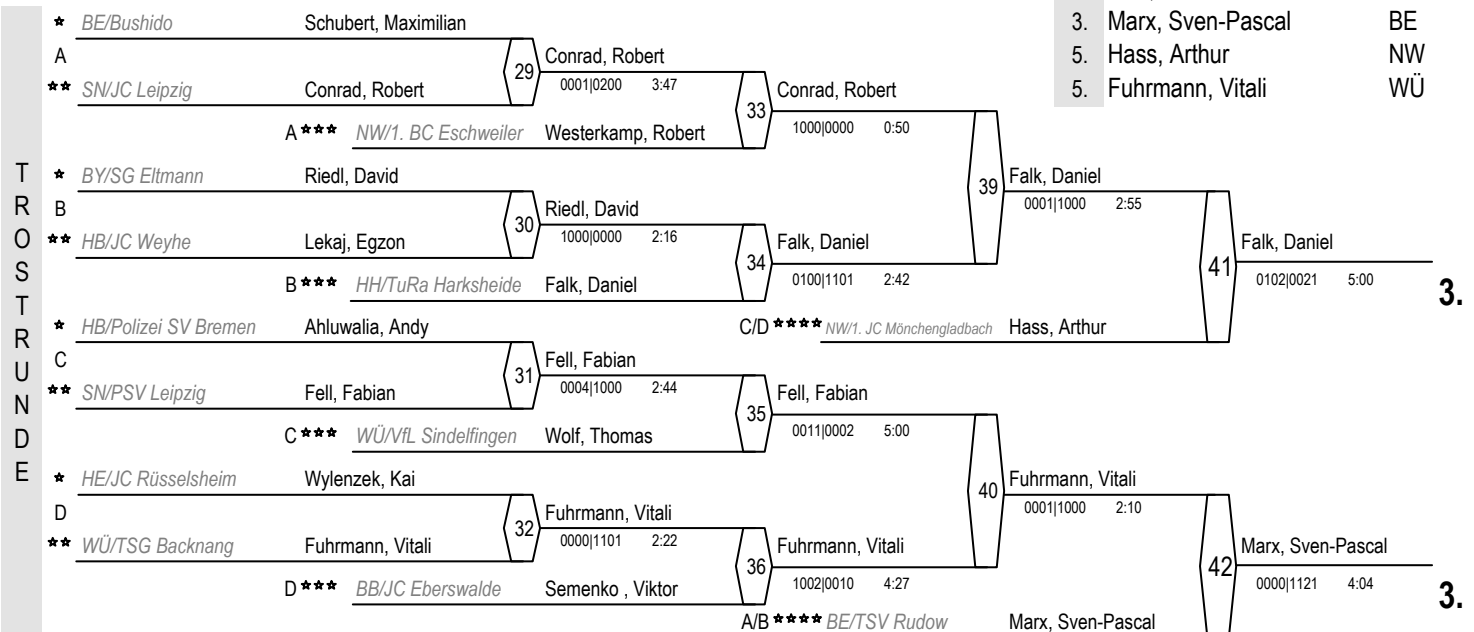 ★ BE/Bushido Schubert, Maximilian
3. Marx, Sven-Pascal BE
A
29 Conrad, Robert
5. Hass, Arthur NW
★★ SN/JC Leipzig Conrad, Robert
0001|0200 3:47
33 Conrad, Robert
5. Fuhrmann, Vitali WÜ
A ★★★ NW/1. BC Eschweiler Westerkamp, Robert
1000|0000 0:50
TROSTRUNDE
★ BY/SG Eltmann Riedl, David
39 Falk, Daniel
0001|1000 2:55
B
30 Riedl, David
★★ HB/JC Weyhe Lekaj, Egzon
1000|0000 2:16
34 Falk, Daniel
41 Falk, Daniel
B ★★★ HH/TuRa Harksheide Falk, Daniel
0100|1101 2:42
0102|0021 5:00
3.
★ HB/Polizei SV Bremen Ahluwalia, Andy
C/D ★★★★ NW/1. JC Mönchengladbach Hass, Arthur
C
31 Fell, Fabian
★★ SN/PSV Leipzig Fell, Fabian
0004|1000 2:44
35 Fell, Fabian
C ★★★ WÜ/VfL Sindelfingen Wolf, Thomas
0011|0002 5:00
★ HE/JC Rüsselsheim Wylenzek, Kai
40 Fuhrmann, Vitali
0001|1000 2:10
D
32 Fuhrmann, Vitali
★★ WÜ/TSG Backnang Fuhrmann, Vitali
0000|1101 2:22
36 Fuhrmann, Vitali
42 Marx, Sven-Pascal
D ★★★ BB/JC Eberswalde Semenko , Viktor
1002|0010 4:27
0000|1121 4:04
3.
A/B ★★★★ BE/TSV Rudow Marx, Sven-Pascal